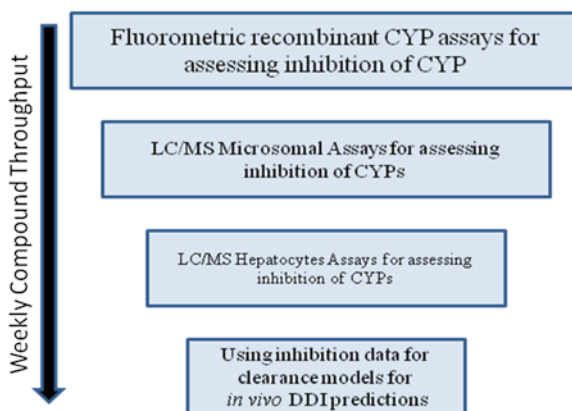 Weekly Compound Throughput
Fluorometric recombinant CYP assays for
assessing inhibition of CYP
LC/MS Microsomal Assays for assessing
inhibition of CYPs
LC/MS Hepatocytes Assays for assessing
inhibition of CYPs
Using inhibition data for
clearance models for
in vivo DDI predictions